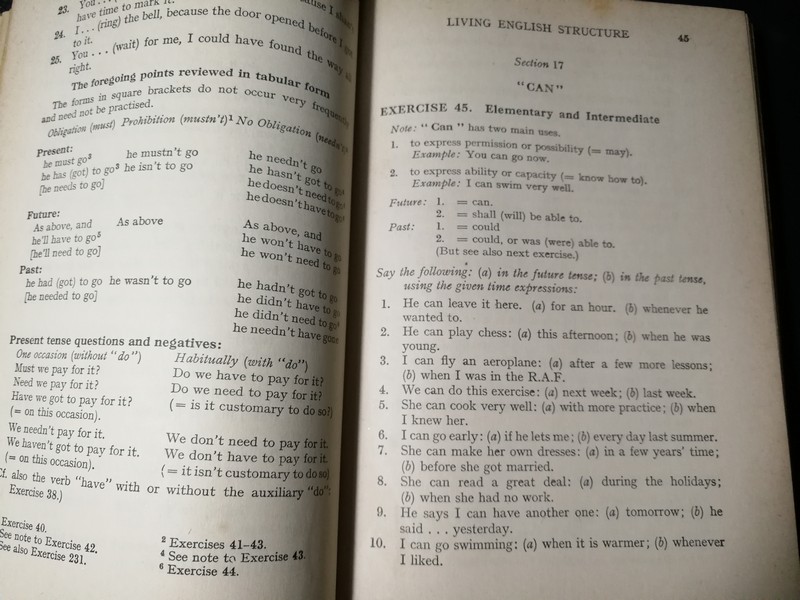 23. You
have time to mark it.
24. I . . . (ring) the bell, because the door opened before I
to it.
25. You . . . (wait) for me, I could have found the way all
right.
The foregoing points reviewed in tabular form
The forms in square brackets do not occur very frequently
and need not be practised.
Obligation (must) Prohibition (mustn't)¹ No Obligation (needn't)
Present:
he must go² he mustn't go he needn't go
he has (got) to go³ he isn't to go he hasn't got to go
[he needs to go] he doesn't need to go
he doesn't have to go
Future:
As above, and As above As above, and
he'll have to go⁵ he won't have to go
[he'll need to go] he won't need to go
Past:
he had (got) to go he wasn't to go he hadn't got to go
[he needed to go] he didn't have to go
he didn't need to go
he needn't have gone
Present tense questions and negatives:
One occasion (without "do") Habitually (with "do")
Must we pay for it? Do we have to pay for it?
Need we pay for it? Do we need to pay for it?
Have we got to pay for it? (= is it customary to do so?)
(= on this occasion).
We needn't pay for it. We don't need to pay for it.
We haven't got to pay for it. We don't have to pay for it.
(= on this occasion). (= it isn't customary to do so)
Cf. also the verb "have" with or without the auxiliary "do":
Exercise 38.)
Exercise 40. ² Exercises 41–43.
See note to Exercise 42. ⁴ See note to Exercise 43.
See also Exercise 231. ⁶ Exercise 44.
LIVING ENGLISH STRUCTURE 45
Section 17
"CAN"
EXERCISE 45. Elementary and Intermediate
Note: "Can" has two main uses.
1. to express permission or possibility (= may).
Example: You can go now.
2. to express ability or capacity (= know how to).
Example: I can swim very well.
Future: 1. = can.
2. = shall (will) be able to.
Past: 1. = could
2. = could, or was (were) able to.
(But see also next exercise.)
Say the following: (a) in the future tense; (b) in the past tense,
using the given time expressions:
1. He can leave it here. (a) for an hour. (b) whenever he
wanted to.
2. He can play chess: (a) this afternoon; (b) when he was
young.
3. I can fly an aeroplane: (a) after a few more lessons;
(b) when I was in the R.A.F.
4. We can do this exercise: (a) next week; (b) last week.
5. She can cook very well: (a) with more practice; (b) when
I knew her.
6. I can go early: (a) if he lets me; (b) every day last summer.
7. She can make her own dresses: (a) in a few years' time;
(b) before she got married.
8. She can read a great deal: (a) during the holidays;
(b) when she had no work.
9. He says I can have another one: (a) tomorrow; (b) he
said . . . yesterday.
10. I can go swimming: (a) when it is warmer; (b) whenever
I liked.